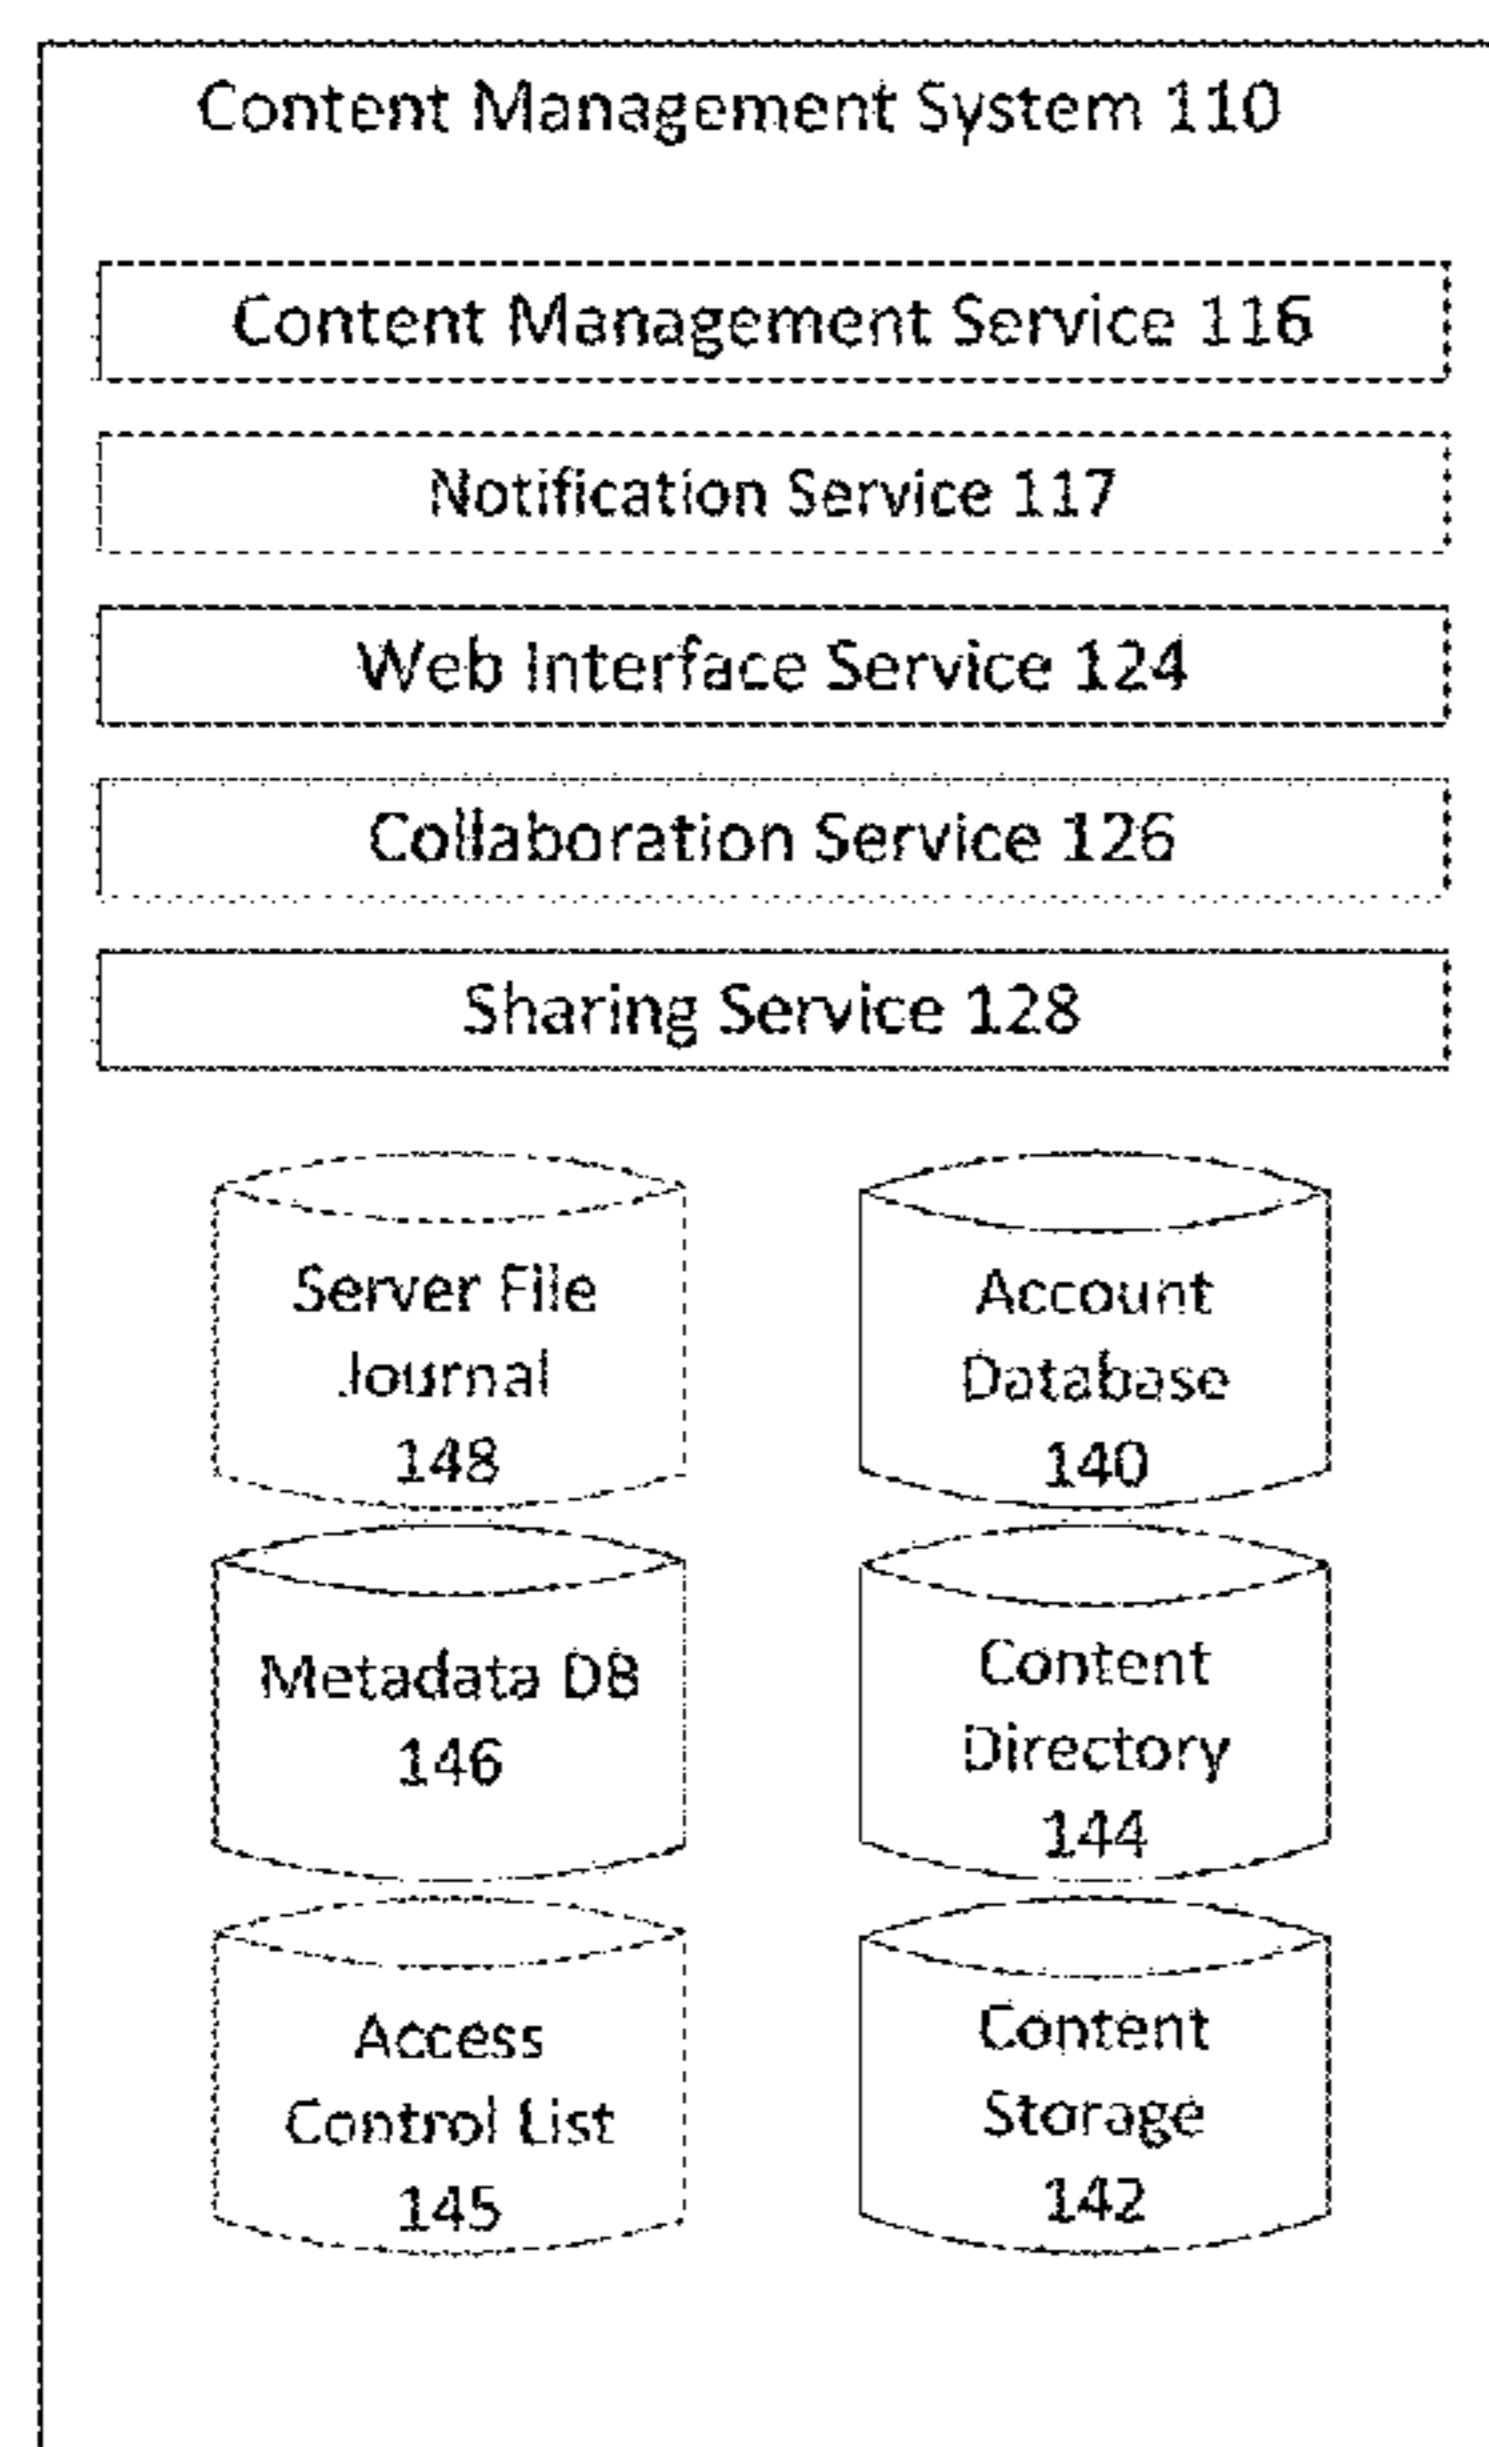 Content Management System 110
Content Management Service 116
Notification Service 117
Web Interface Service 124
Collaboration Service 126
Sharing Service 128
Server File
Journal
148
Account
Database
140
Metadata DB
146
Content
Directory
144
Access
Control List
145
Content
Storage
142